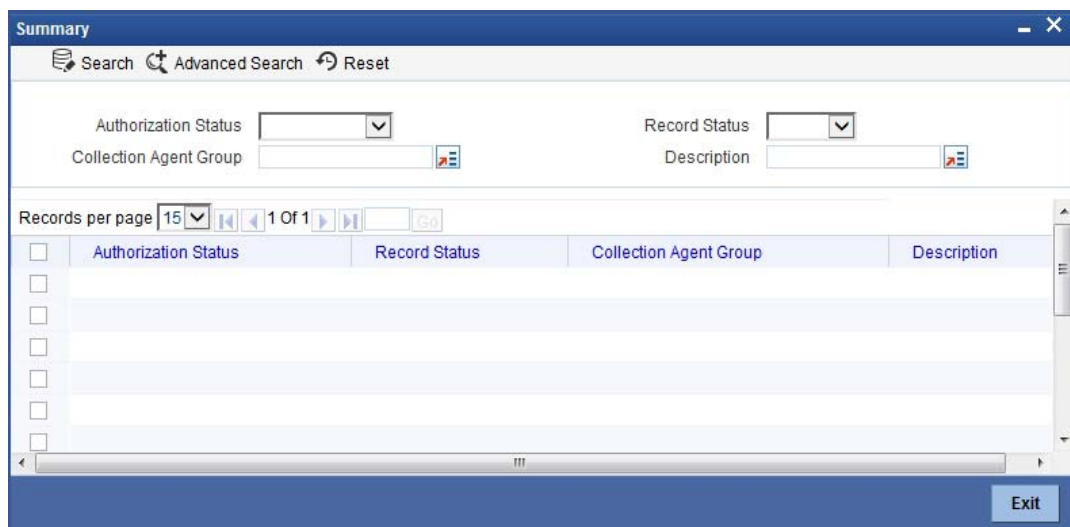 Summary
Search Advanced Search Reset
Authorization Status Record Status
Collection Agent Group Description
Records per page 15 1 Of 1 Go
Authorization Status Record Status Collection Agent Group Description
Exit